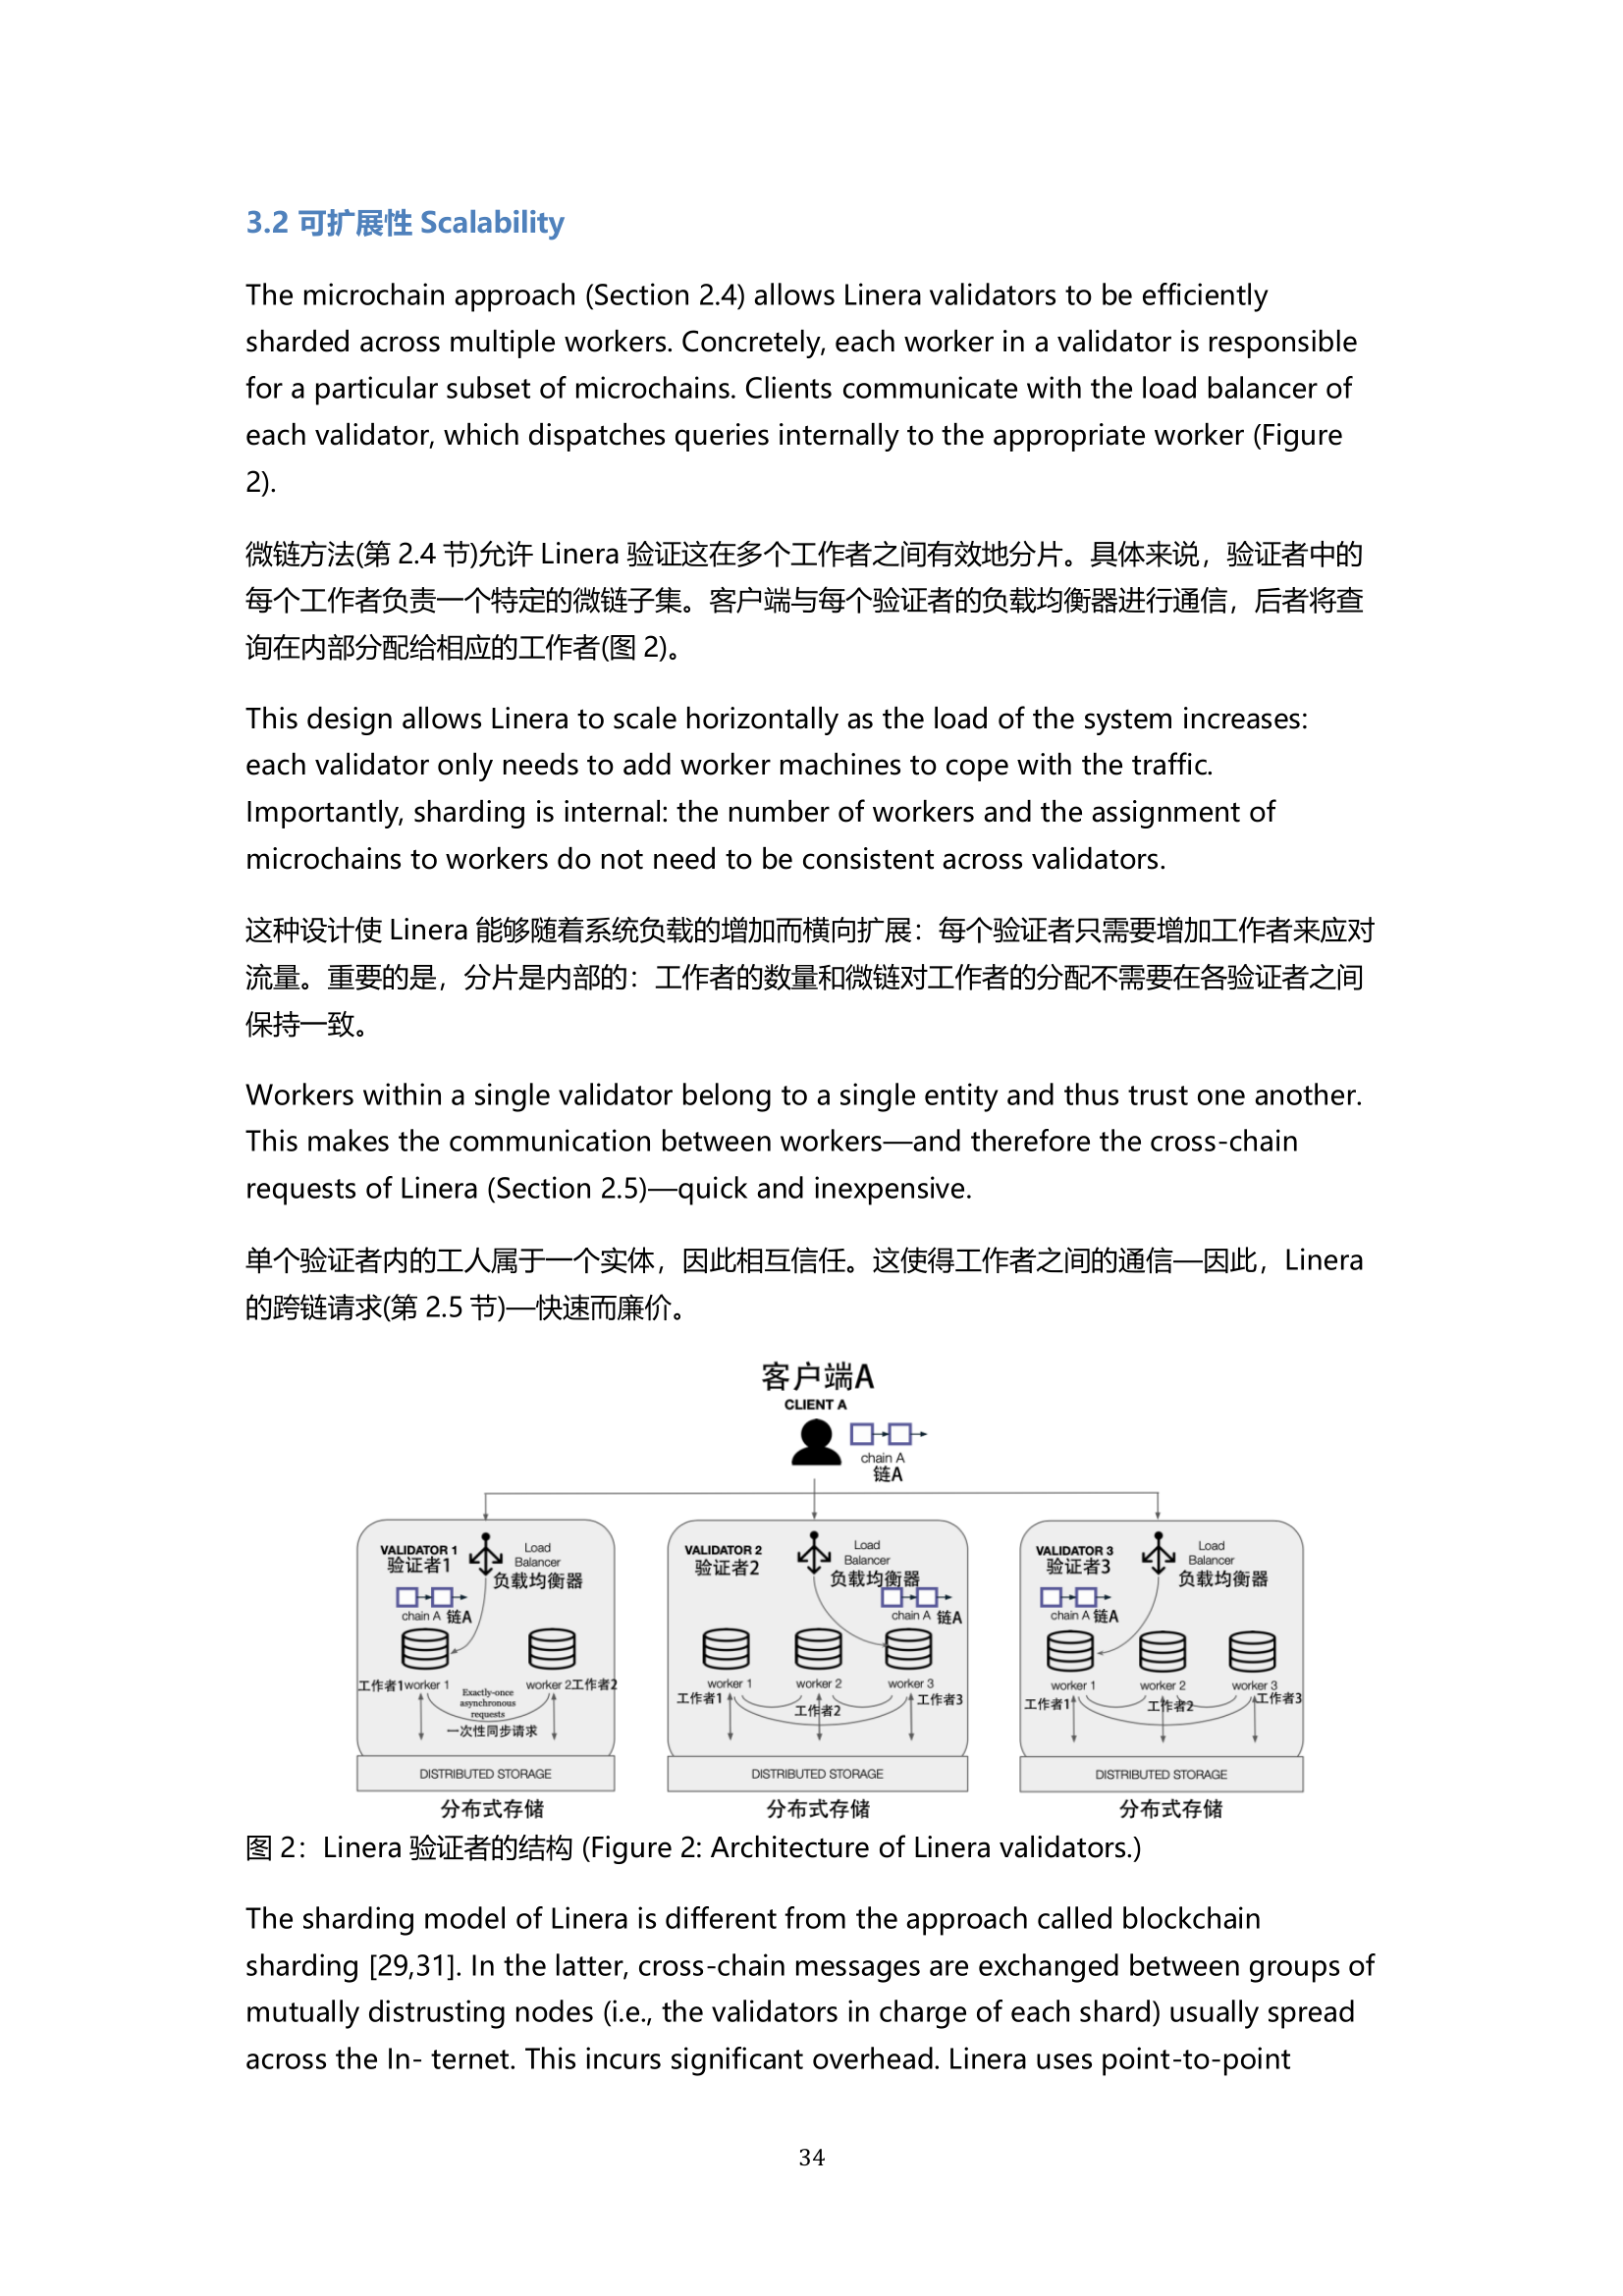 3.2 可扩展性 Scalability
The microchain approach (Section 2.4) allows Linera validators to be efficiently
sharded across multiple workers. Concretely, each worker in a validator is responsible
for a particular subset of microchains. Clients communicate with the load balancer of
each validator, which dispatches queries internally to the appropriate worker (Figure
2).
微链方法(第 2.4 节)允许 Linera 验证这在多个工作者之间有效地分片。具体来说，验证者中的
每个工作者负责一个特定的微链子集。客户端与每个验证者的负载均衡器进行通信，后者将查
询在内部分配给相应的工作者(图 2)。
This design allows Linera to scale horizontally as the load of the system increases:
each validator only needs to add worker machines to cope with the traffic.
Importantly, sharding is internal: the number of workers and the assignment of
microchains to workers do not need to be consistent across validators.
这种设计使 Linera 能够随着系统负载的增加而横向扩展：每个验证者只需要增加工作者来应对
流量。重要的是，分片是内部的：工作者的数量和微链对工作者的分配不需要在各验证者之间
保持一致。
Workers within a single validator belong to a single entity and thus trust one another.
This makes the communication between workers—and therefore the cross-chain
requests of Linera (Section 2.5)—quick and inexpensive.
单个验证者内的工人属于一个实体，因此相互信任。这使得工作者之间的通信—因此，Linera
的跨链请求(第 2.5 节)—快速而廉价。
客户端A
CLIENT A
chain A
链A
VALIDATOR 1
验证者1
Load
Balancer
负载均衡器
chain A 链A
工作者1 worker 1
worker 2 工作者2
Exactly-once
asynchronous
requests
一次性同步请求
DISTRIBUTED STORAGE
分布式存储
VALIDATOR 2
验证者2
Load
Balancer
负载均衡器
chain A 链A
worker 1
worker 2
worker 3
工作者1
工作者2
工作者3
DISTRIBUTED STORAGE
分布式存储
VALIDATOR 3
验证者3
Load
Balancer
负载均衡器
chain A 链A
worker 1
worker 2
worker 3
工作者1
工作者2
工作者3
DISTRIBUTED STORAGE
分布式存储
图 2：Linera 验证者的结构 (Figure 2: Architecture of Linera validators.)
The sharding model of Linera is different from the approach called blockchain
sharding [29,31]. In the latter, cross-chain messages are exchanged between groups of
mutually distrusting nodes (i.e., the validators in charge of each shard) usually spread
across the In- ternet. This incurs significant overhead. Linera uses point-to-point
34